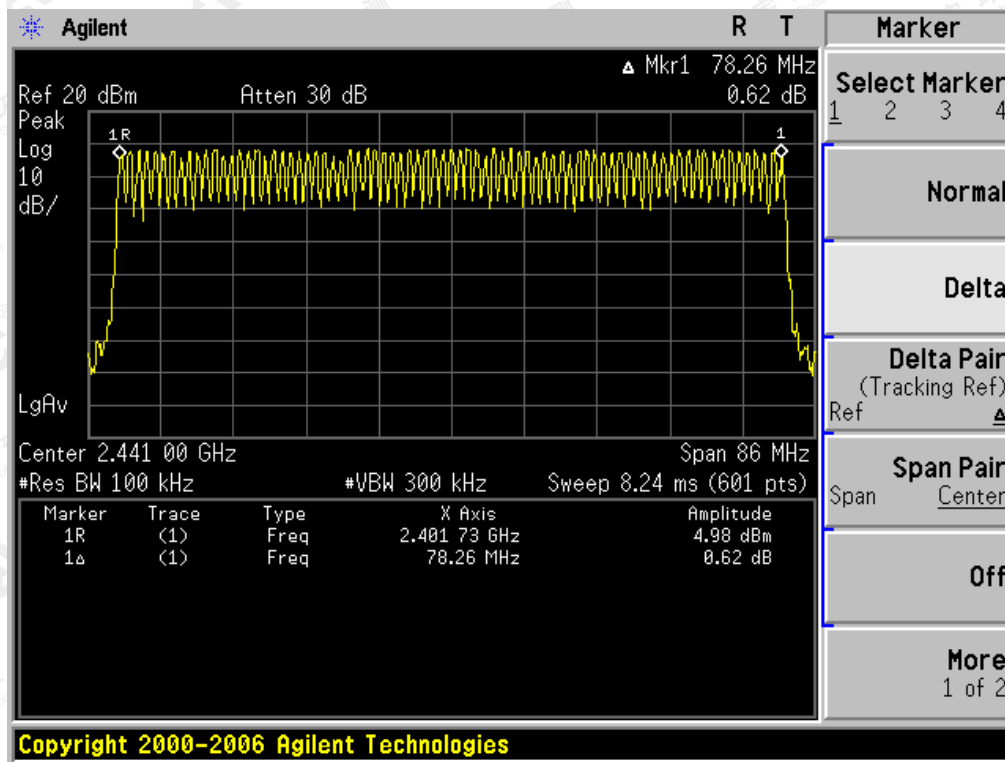 Agilent R T
Δ Mkr1 78.26 MHz
Ref 20 dBm Atten 30 dB 0.62 dB
Peak
Log
10
dB/
1R
1
LgAv
Center 2.441 00 GHz Span 86 MHz
#Res BW 100 kHz #VBW 300 kHz Sweep 8.24 ms (601 pts)
Marker Trace Type X Axis Amplitude
1R (1) Freq 2.401 73 GHz 4.98 dBm
1Δ (1) Freq 78.26 MHz 0.62 dB
Marker
Select Marker
1 2 3 4
Normal
Delta
Delta Pair
(Tracking Ref)
Ref Δ
Span Pair
Span Center
Off
More
1 of 2
Copyright 2000-2006 Agilent Technologies